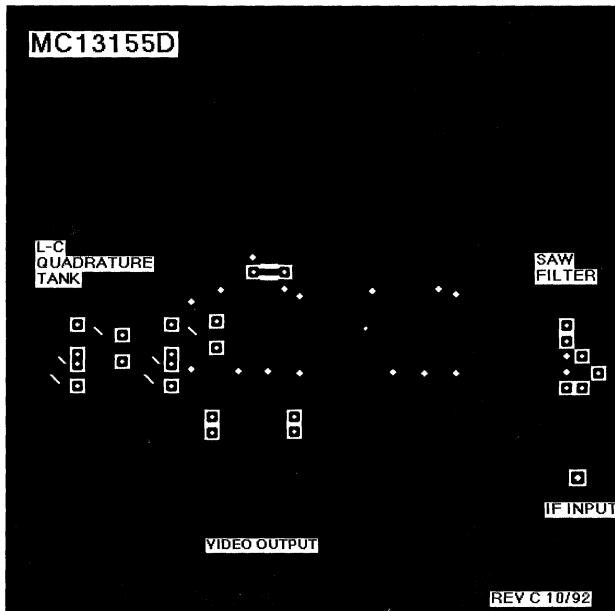 MC13155D
L-C
QUADRATURE
TANK
SAW
FILTER
IF INPUT
VIDEO OUTPUT
REV C 10/92